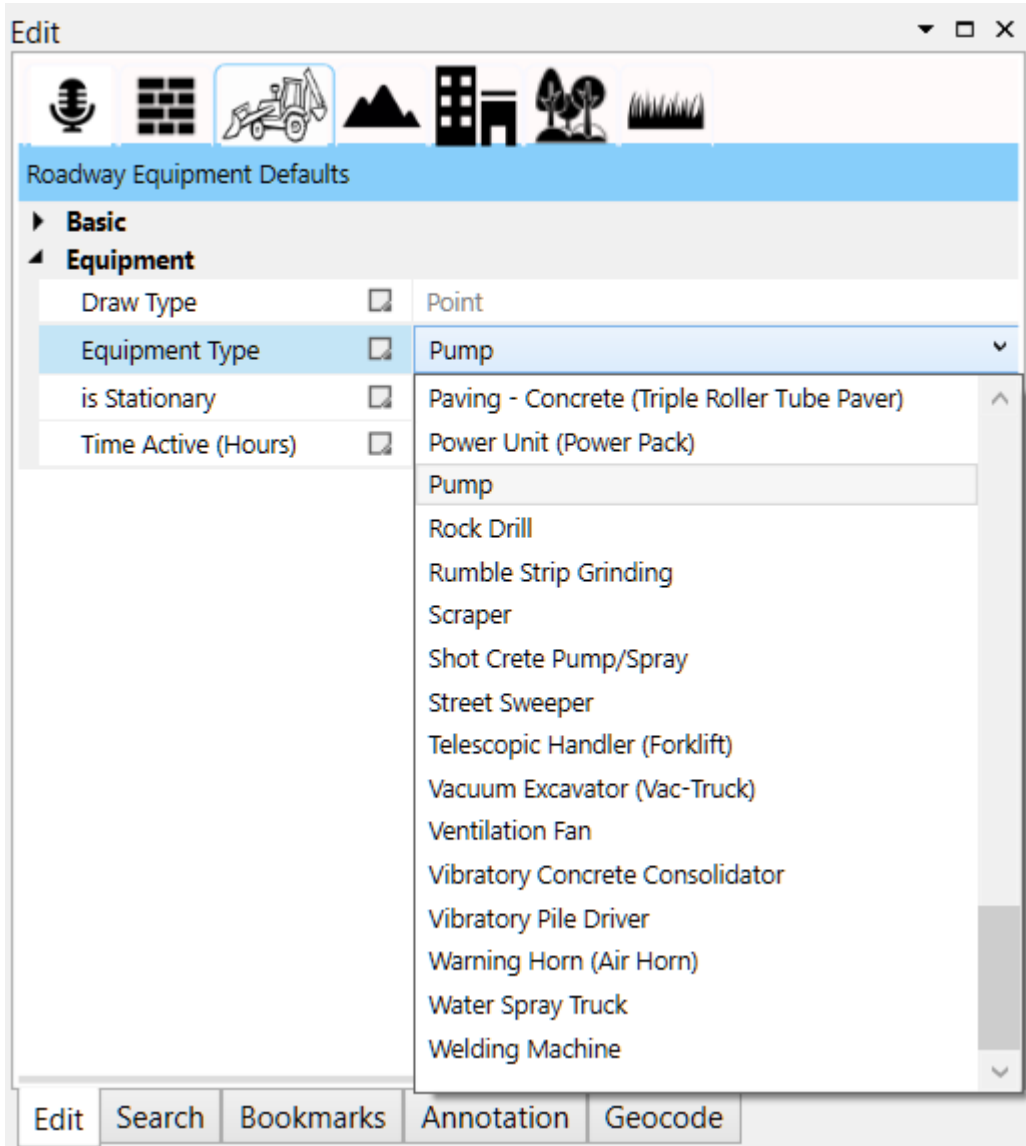 Edit
Roadway Equipment Defaults
Basic
Equipment
Draw Type Point
Equipment Type Pump
is Stationary
Time Active (Hours)
Paving - Concrete (Triple Roller Tube Paver)
Power Unit (Power Pack)
Pump
Rock Drill
Rumble Strip Grinding
Scraper
Shot Crete Pump/Spray
Street Sweeper
Telescopic Handler (Forklift)
Vacuum Excavator (Vac-Truck)
Ventilation Fan
Vibratory Concrete Consolidator
Vibratory Pile Driver
Warning Horn (Air Horn)
Water Spray Truck
Welding Machine
Edit Search Bookmarks Annotation Geocode